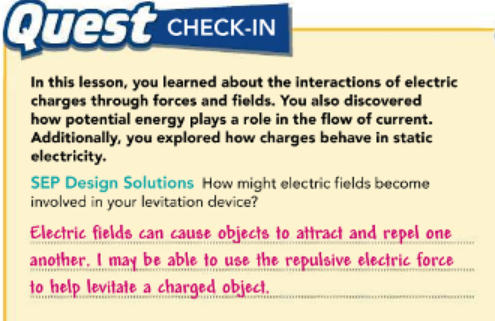 Quest CHECK-IN
In this lesson, you learned about the interactions of electric
charges through forces and fields. You also discovered
how potential energy plays a role in the flow of current.
Additionally, you explored how charges behave in static
electricity.
SEP Design Solutions How might electric fields become
involved in your levitation device?
Electric fields can cause objects to attract and repel one
another. I may be able to use the repulsive electric force
to help levitate a charged object.